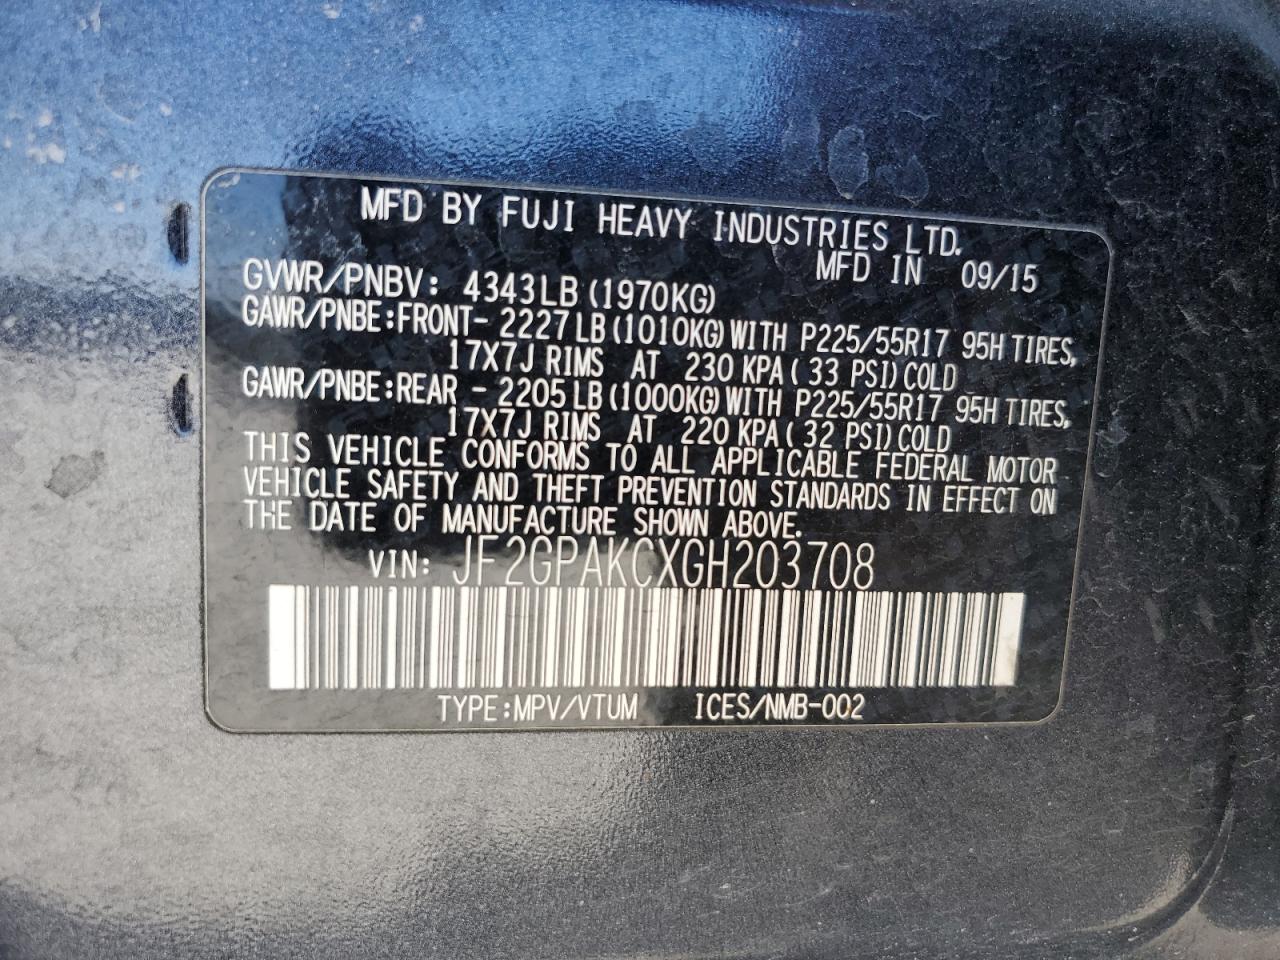 MFD BY FUJI HEAVY INDUSTRIES LTD.
MFD IN 09/15
GVWR/PNBV: 4343LB (1970KG)
GAWR/PNBE:FRONT- 2227LB(1010KG)WITH P225/55R17 95H TIRES,
17X7J RIMS AT 230 KPA( 33 PSI)COLD
GAWR/PNBE:REAR - 2205LB(1000KG)WITH P225/55R17 95H TIRES,
17X7J RIMS AT 220 KPA( 32 PSI)COLD
THIS VEHICLE CONFORMS TO ALL APPLICABLE FEDERAL MOTOR
VEHICLE SAFETY AND THEFT PREVENTION STANDARDS IN EFFECT ON
THE DATE OF MANUFACTURE SHOWN ABOVE.
VIN: JF2GPAKCXGH203708
TYPE:MPV/VTUM ICES/NMB-002